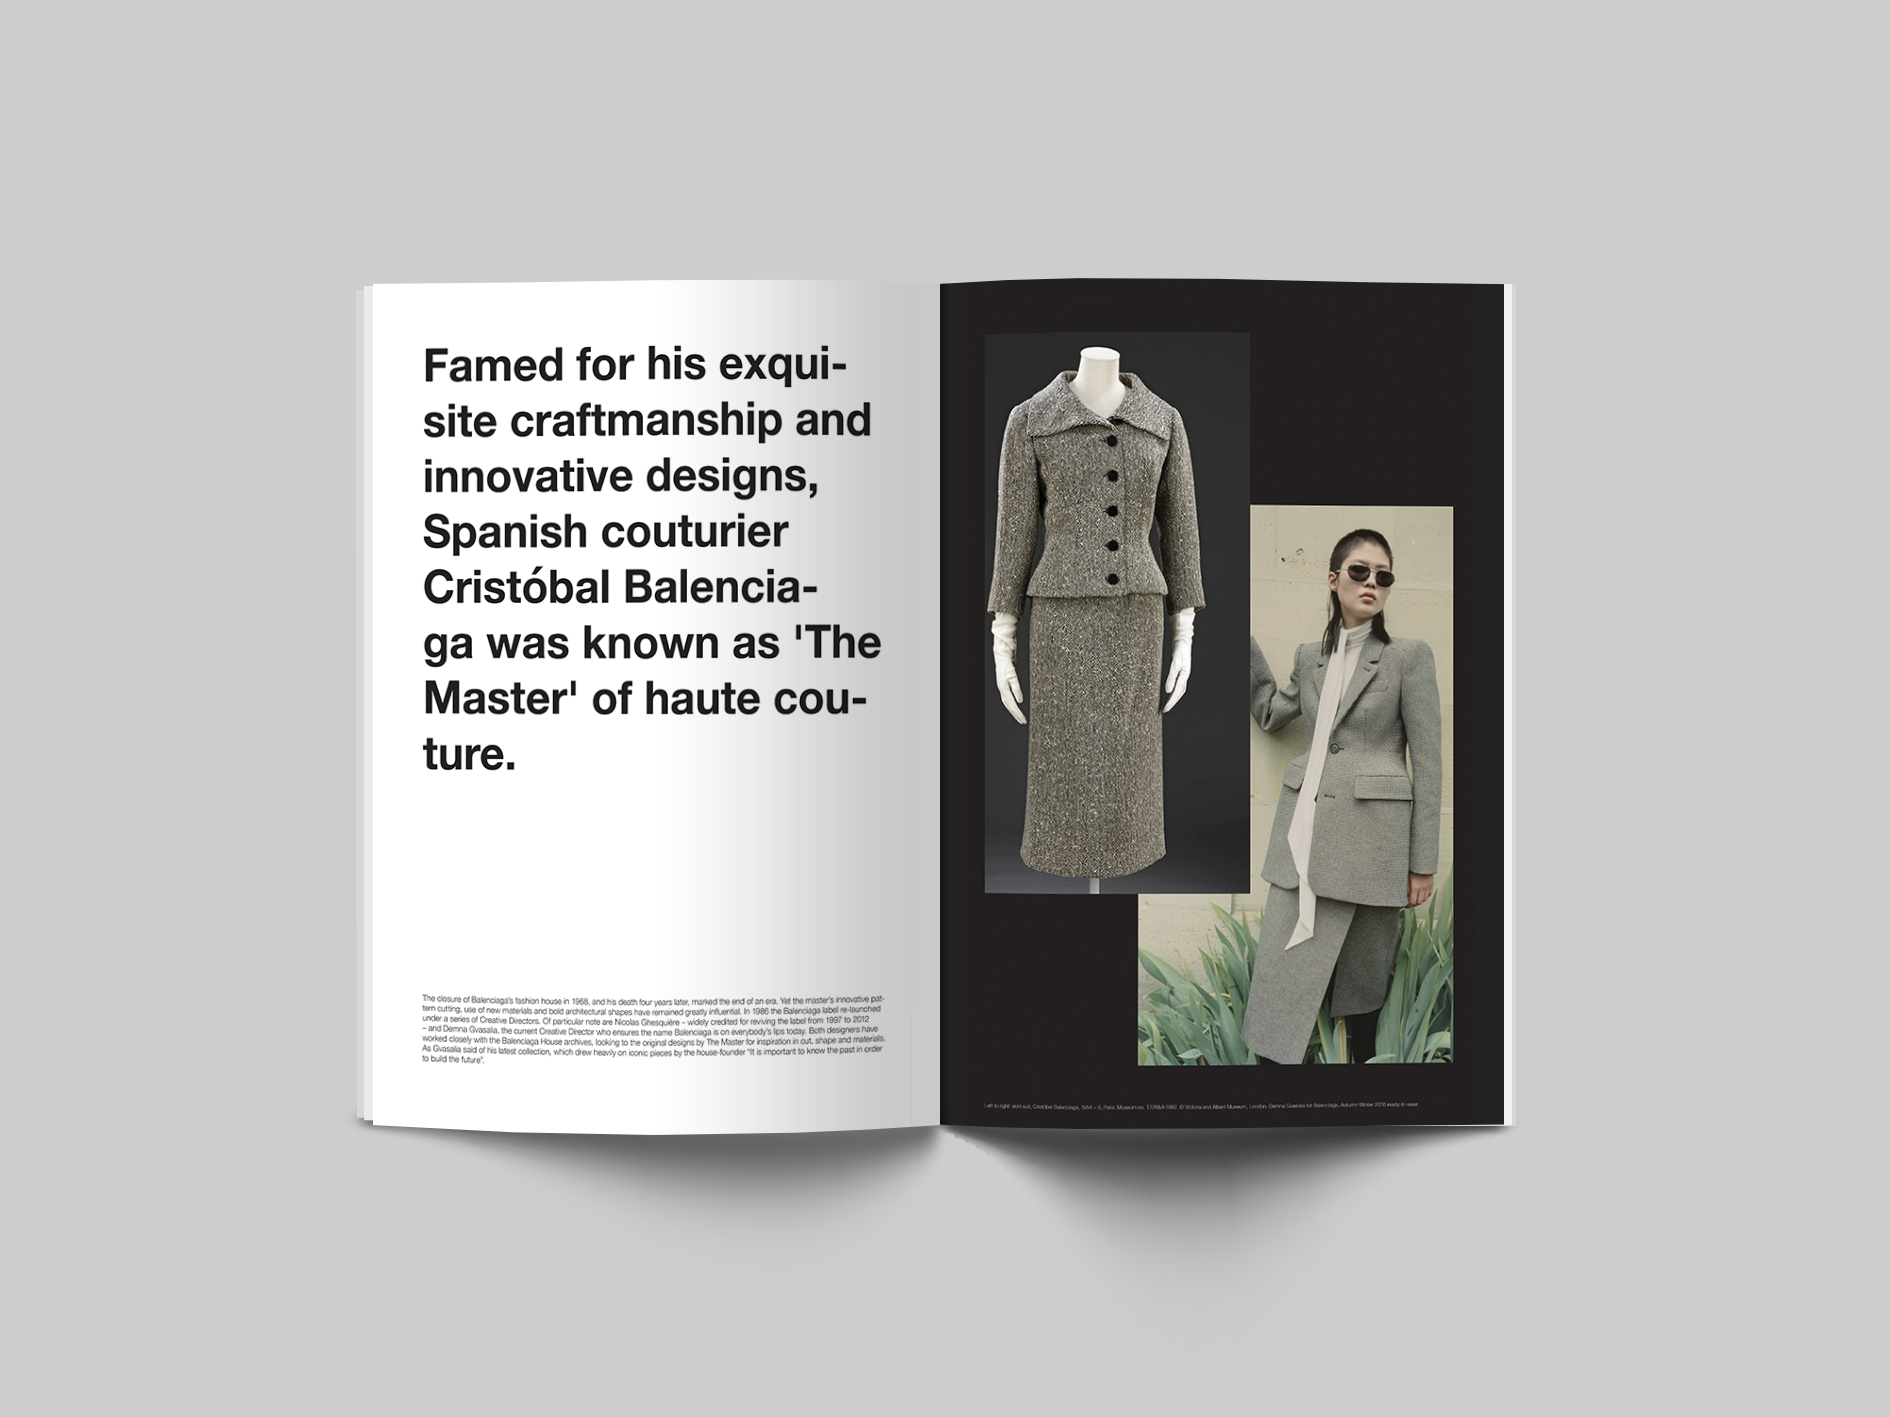 Famed for his exqui-
site craftmanship and
innovative designs,
Spanish couturier
Cristóbal Balencia-
ga was known as 'The
Master' of haute cou-
ture.
The closure of Balenciaga's fashion house in 1968, and his death four years later, marked the end of an era. Yet the master's innovative pat-
tern cutting, use of new materials and bold architectural shapes have remained greatly influential. In 1986 the Balenciaga label re-launched
under a series of Creative Directors. Of particular note are Nicolas Ghesquière – widely credited for reviving the label from 1997 to 2012
– and Demna Gvasalia, the current Creative Director who ensures the name Balenciaga is on everybody's lips today. Both designers have
worked closely with the Balenciaga House archives, looking to the original designs by The Master for inspiration in cut, shape and materials.
As Gvasalia said of his latest collection, which drew heavily on iconic pieces by the house-founder "It is important to know the past in order
to build the future".
Left to right: skirt suit, Cristóbal Balenciaga, 1954 – 5, Paris. Museum no. © Victoria and Albert Museum, London. Demna Gvasalia for Balenciaga, Autumn Winter 2016 ready-to-wear